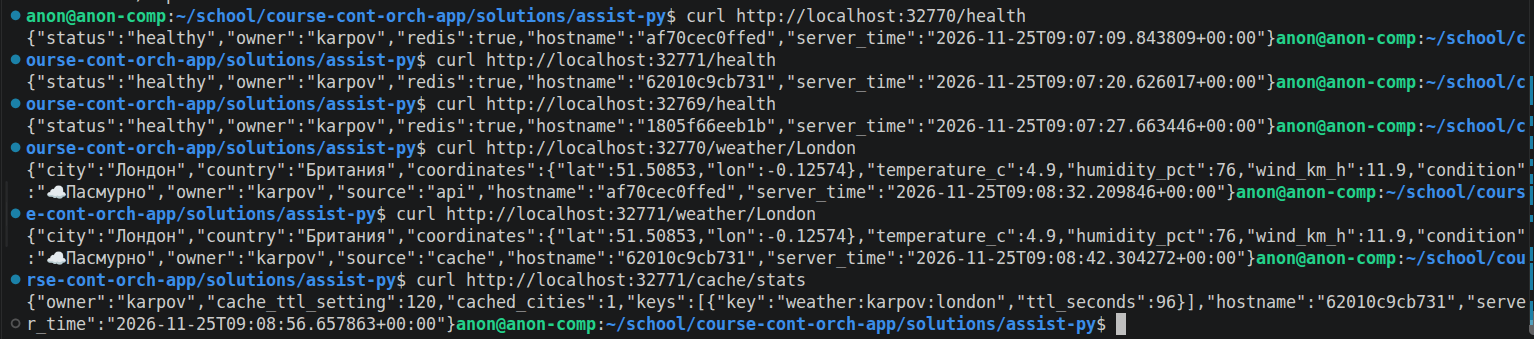 anon@anon-comp:~/school/course-cont-orch-app/solutions/assist-py$ curl http://localhost:32770/health
{"status":"healthy","owner":"karpov","redis":true,"hostname":"af70cec0ffed","server_time":"2026-11-25T09:07:09.843809+00:00"}anon@anon-comp:~/school/c
ourse-cont-orch-app/solutions/assist-py$ curl http://localhost:32771/health
{"status":"healthy","owner":"karpov","redis":true,"hostname":"62010c9cb731","server_time":"2026-11-25T09:07:20.626017+00:00"}anon@anon-comp:~/school/c
ourse-cont-orch-app/solutions/assist-py$ curl http://localhost:32769/health
{"status":"healthy","owner":"karpov","redis":true,"hostname":"1805f66eeb1b","server_time":"2026-11-25T09:07:27.663446+00:00"}anon@anon-comp:~/school/c
ourse-cont-orch-app/solutions/assist-py$ curl http://localhost:32770/weather/London
{"city":"Лондон","country":"Британия","coordinates":{"lat":51.50853,"lon":-0.12574},"temperature_c":4.9,"humidity_pct":76,"wind_km_h":11.9,"condition"
:"☁️Пасмурно","owner":"karpov","source":"api","hostname":"af70cec0ffed","server_time":"2026-11-25T09:08:32.209846+00:00"}anon@anon-comp:~/school/cours
e-cont-orch-app/solutions/assist-py$ curl http://localhost:32771/weather/London
{"city":"Лондон","country":"Британия","coordinates":{"lat":51.50853,"lon":-0.12574},"temperature_c":4.9,"humidity_pct":76,"wind_km_h":11.9,"condition"
:"☁️Пасмурно","owner":"karpov","source":"cache","hostname":"62010c9cb731","server_time":"2026-11-25T09:08:42.304272+00:00"}anon@anon-comp:~/school/cou
rse-cont-orch-app/solutions/assist-py$ curl http://localhost:32771/cache/stats
{"owner":"karpov","cache_ttl_setting":120,"cached_cities":1,"keys":[{"key":"weather:karpov:london","ttl_seconds":96}],"hostname":"62010c9cb731","serve
r_time":"2026-11-25T09:08:56.657863+00:00"}anon@anon-comp:~/school/course-cont-orch-app/solutions/assist-py$